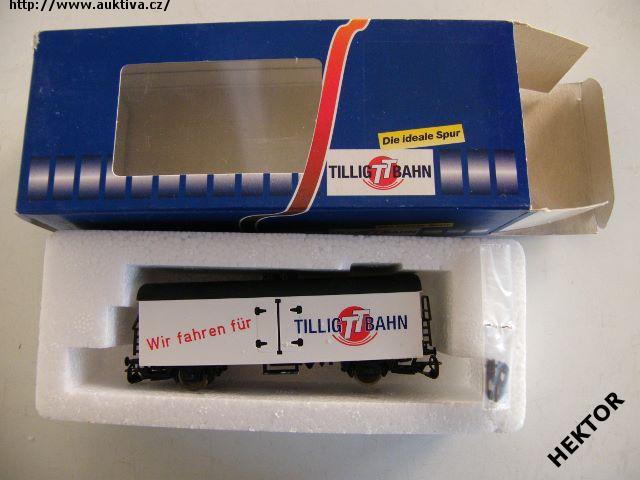 http://www.auktiva.cz/
Die ideale Spur
TILLIG TT BAHN
Wir fahren für
TILLIG TT BAHN
HEKTOR